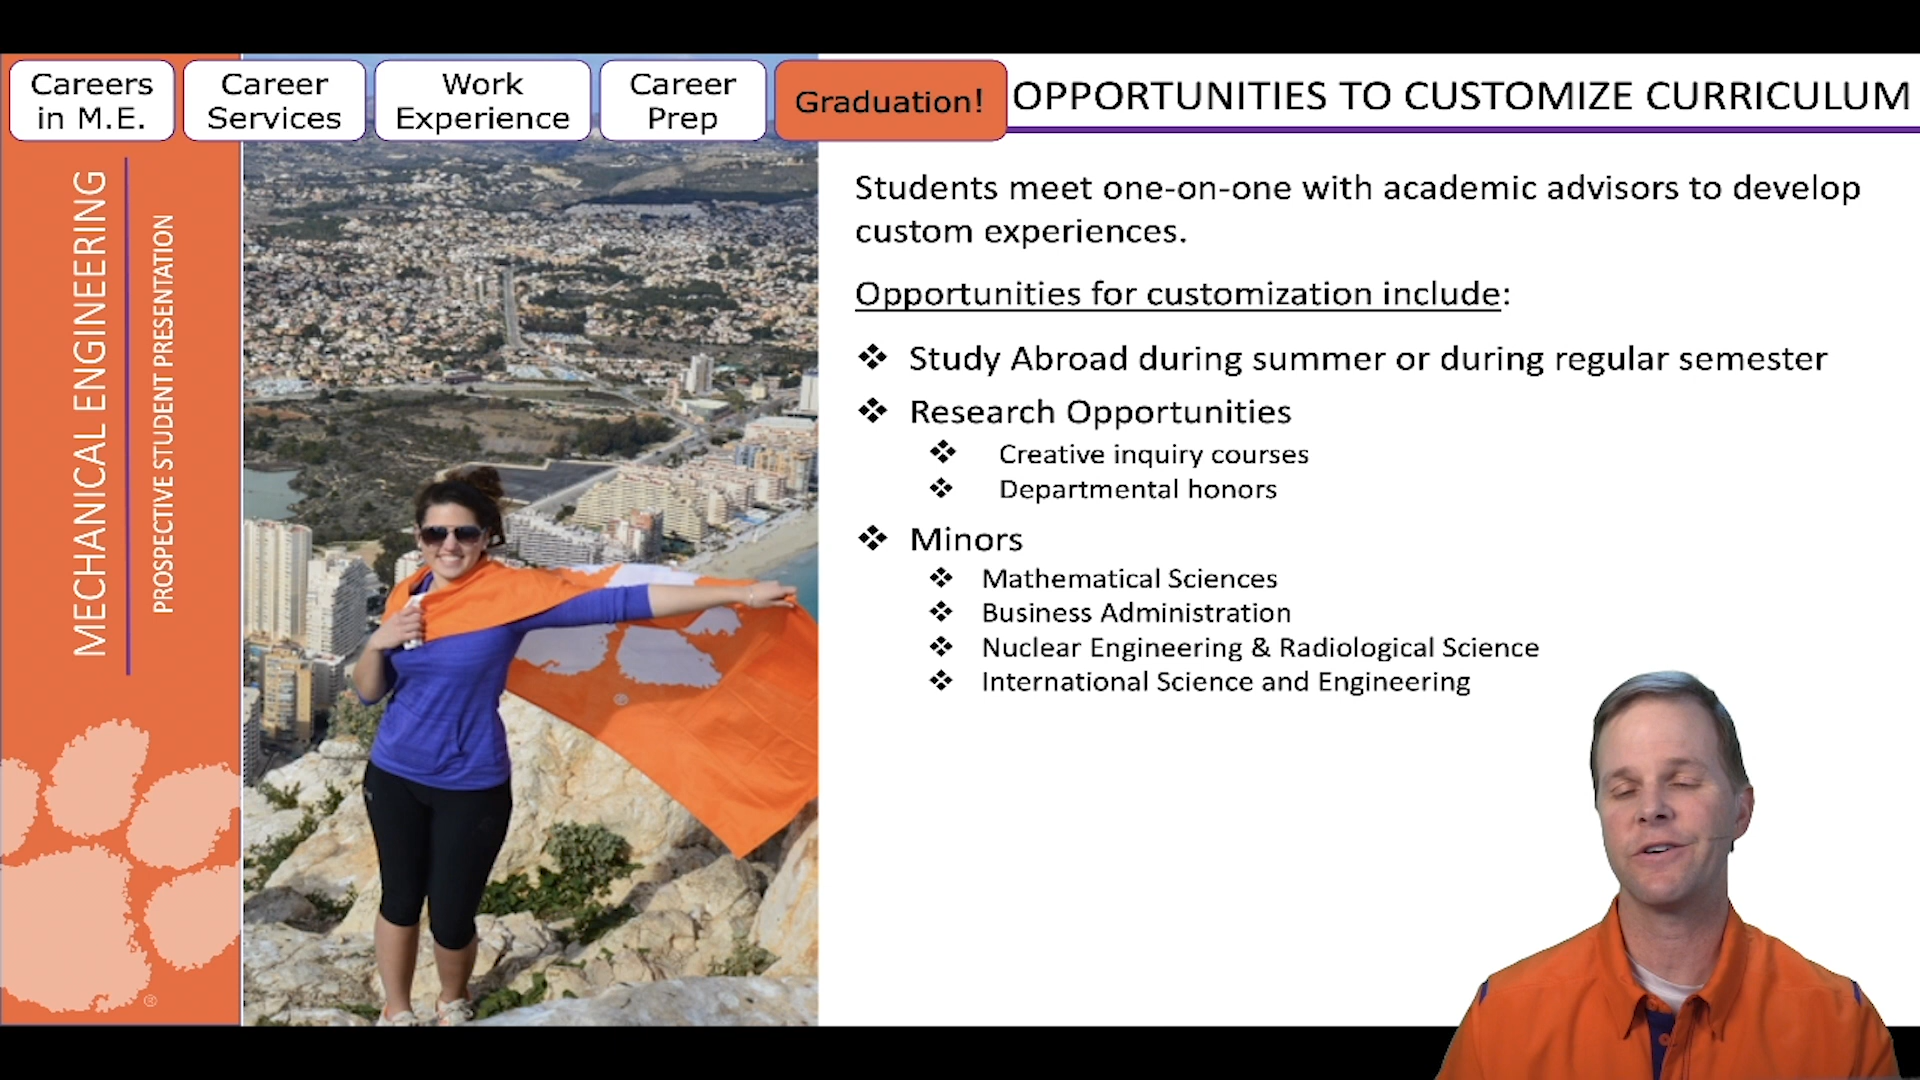 Careers
in M.E.
Career
Services
Work
Experience
Career
Prep
Graduation!
OPPORTUNITIES TO CUSTOMIZE CURRICULUM
MECHANICAL ENGINEERING
PROSPECTIVE STUDENT PRESENTATION
®
Students meet one-on-one with academic advisors to develop
custom experiences.
Opportunities for customization include:
❖ Study Abroad during summer or during regular semester
❖ Research Opportunities
❖ Creative inquiry courses
❖ Departmental honors
❖ Minors
❖ Mathematical Sciences
❖ Business Administration
❖ Nuclear Engineering & Radiological Science
❖ International Science and Engineering